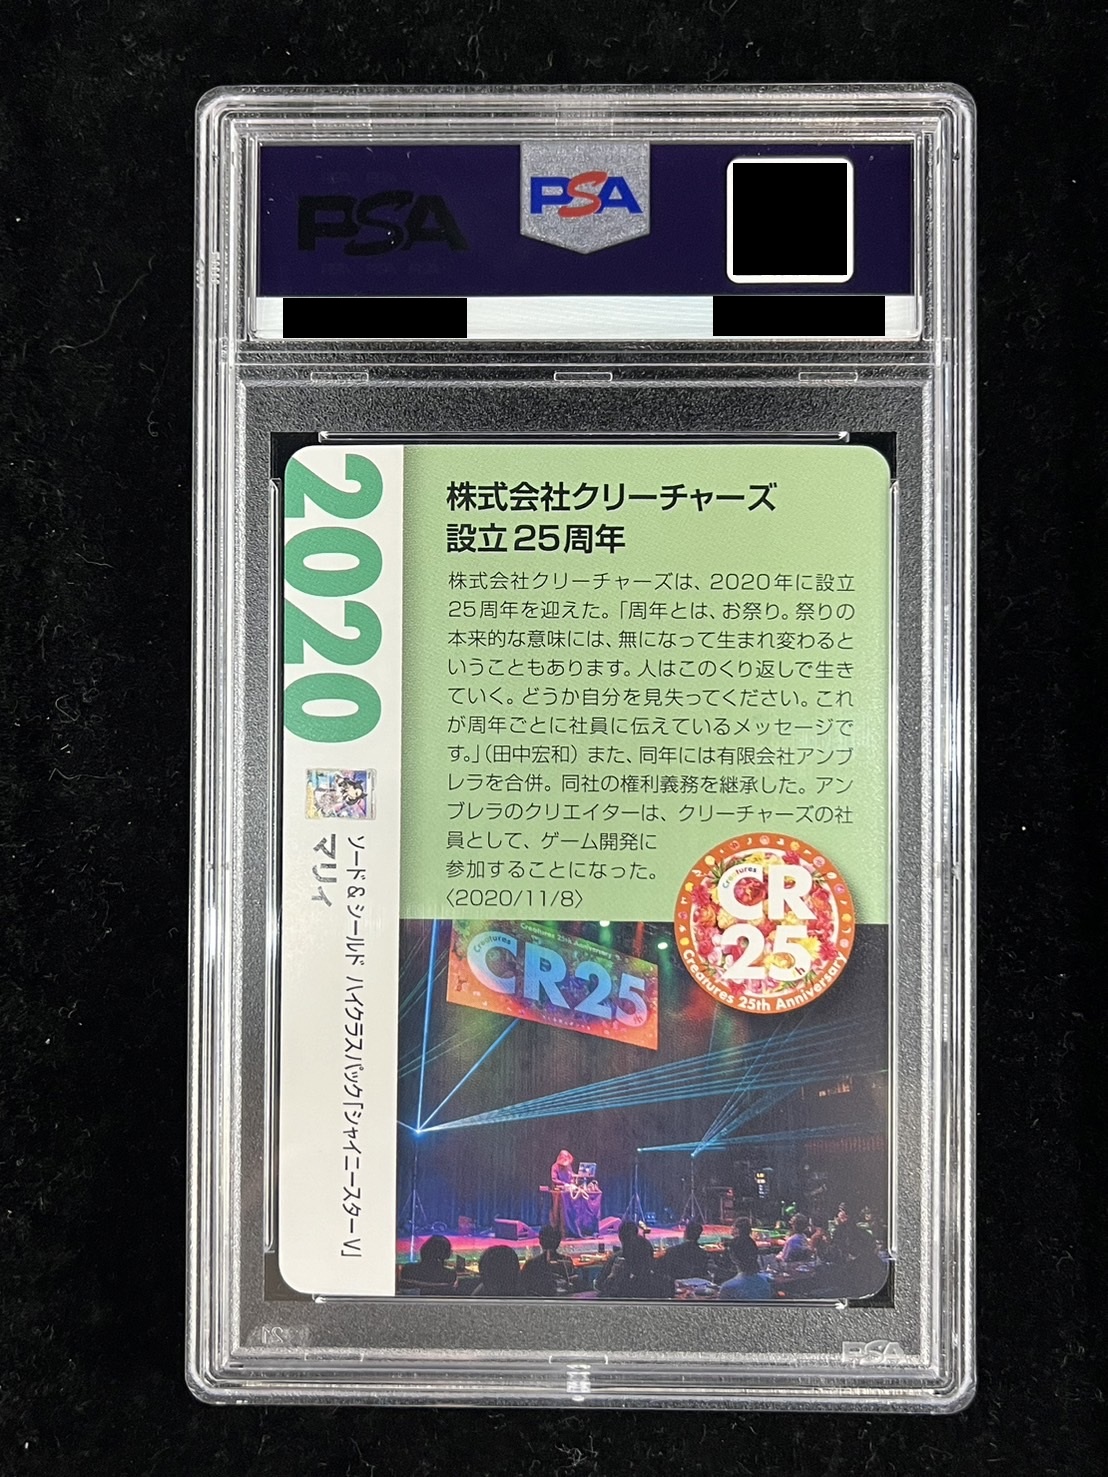 PSA
PSA
2020
マリィ
ソード&シールド ハイクラスパック「シャイニースターV」
株式会社クリーチャーズ
設立25周年
株式会社クリーチャーズは、2020年に設立
25周年を迎えた。「周年とは、お祭り。祭りの
本来的な意味には、無になって生まれ変わると
いうこともあります。人はこのくり返しで生き
ていく。どうか自分を見失ってください。これ
が周年ごとに社員に伝えているメッセージで
す。」（田中宏和）また、同年には有限会社アンブ
レラを合併。同社の権利義務を継承した。アン
ブレラのクリエイターは、クリーチャーズの社
員として、ゲーム開発に
参加することになった。
〈2020/11/8〉
Creatures
CR
25th
Creatures 25th Anniversary
Creatures 25th Anniversary
Creatures
CR25
PSA